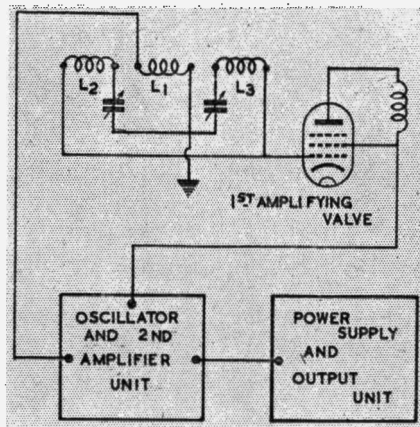 L2
L1
L3
1ST AMPLIFYING
VALVE
OSCILLATOR
AND 2ND
AMPLIFIER
UNIT
POWER
SUPPLY
AND
OUTPUT
UNIT